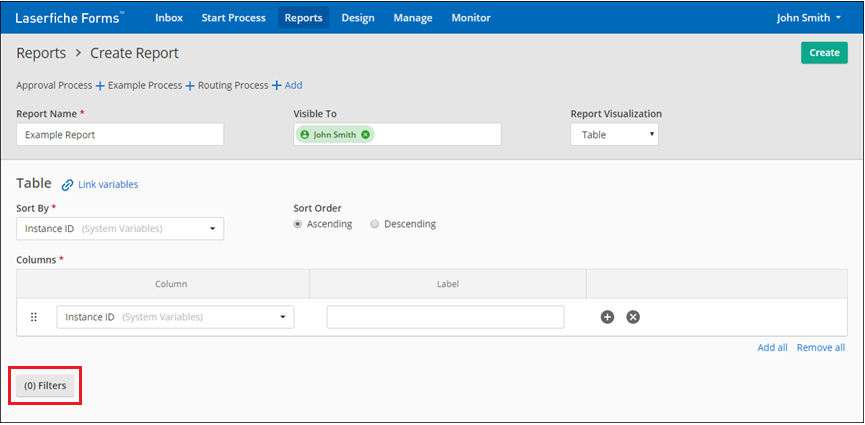 Laserfiche Forms™ Inbox Start Process Reports Design Manage Monitor John Smith
Reports > Create Report Create
Approval Process + Example Process + Routing Process + Add
Report Name * Visible To Report Visualization
Example Report John Smith Table
Table Link variables
Sort By * Sort Order
Instance ID (System Variables) Ascending Descending
Columns *
Column Label
Instance ID (System Variables)
Add all Remove all
(0) Filters